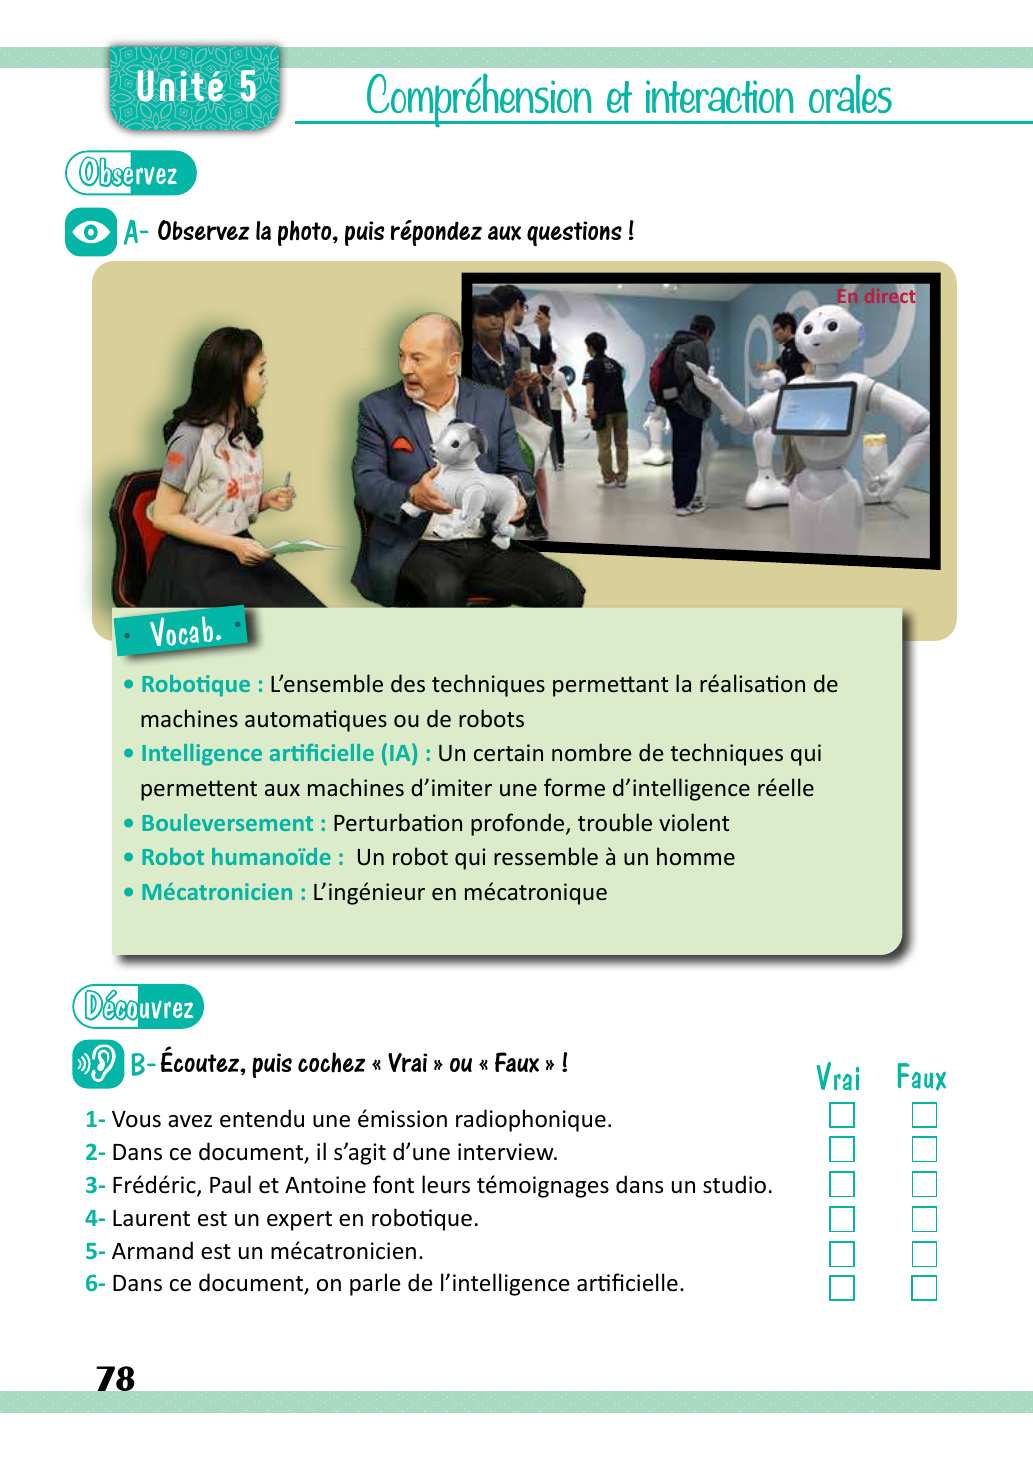 Unité 5
Compréhension et interaction orales
Observez
A- Observez la photo, puis répondez aux questions !
En direct
Vocab.
• Robotique : L’ensemble des techniques permettant la réalisation de
machines automatiques ou de robots
• Intelligence artificielle (IA) : Un certain nombre de techniques qui
permettent aux machines d’imiter une forme d’intelligence réelle
• Bouleversement : Perturbation profonde, trouble violent
• Robot humanoïde : Un robot qui ressemble à un homme
• Mécatronicien : L’ingénieur en mécatronique
Découvrez
B- Écoutez, puis cochez « Vrai » ou « Faux » !
Vrai Faux
1- Vous avez entendu une émission radiophonique.
2- Dans ce document, il s’agit d’une interview.
3- Frédéric, Paul et Antoine font leurs témoignages dans un studio.
4- Laurent est un expert en robotique.
5- Armand est un mécatronicien.
6- Dans ce document, on parle de l’intelligence artificielle.
78